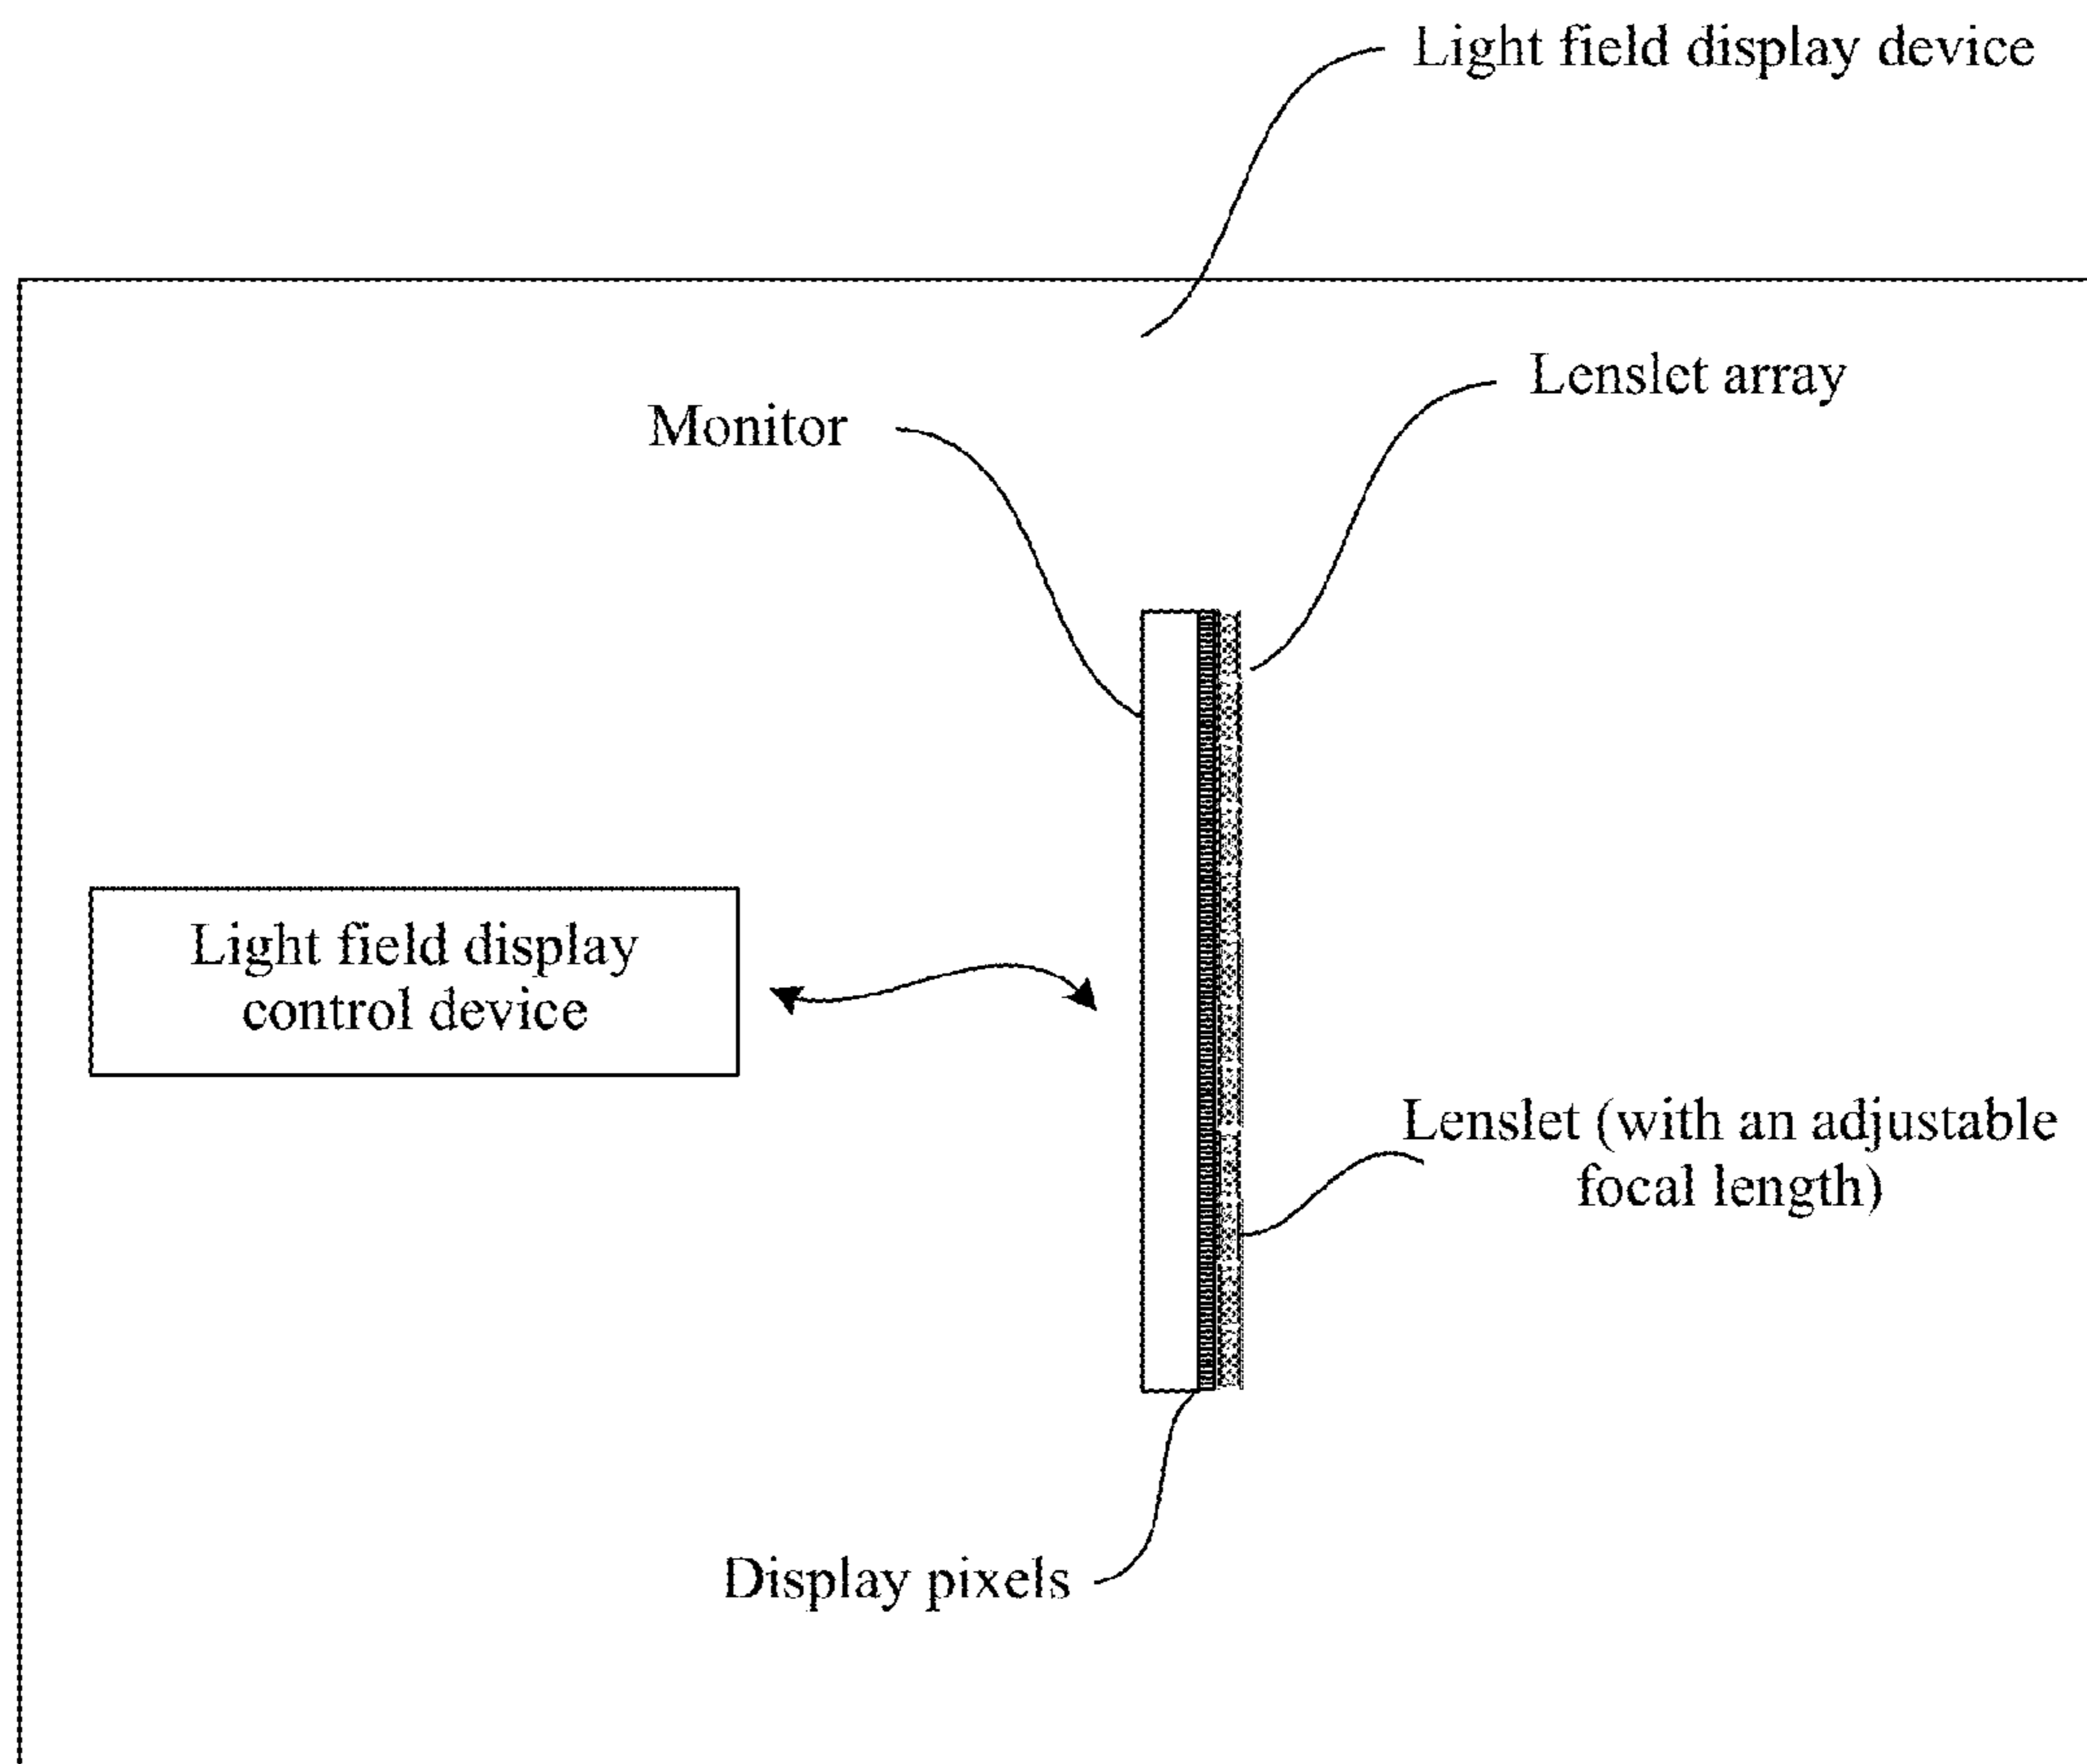 Light field display device
Lenslet array
Monitor
Light field display
control device
Lenslet (with an adjustable
focal length)
Display pixels